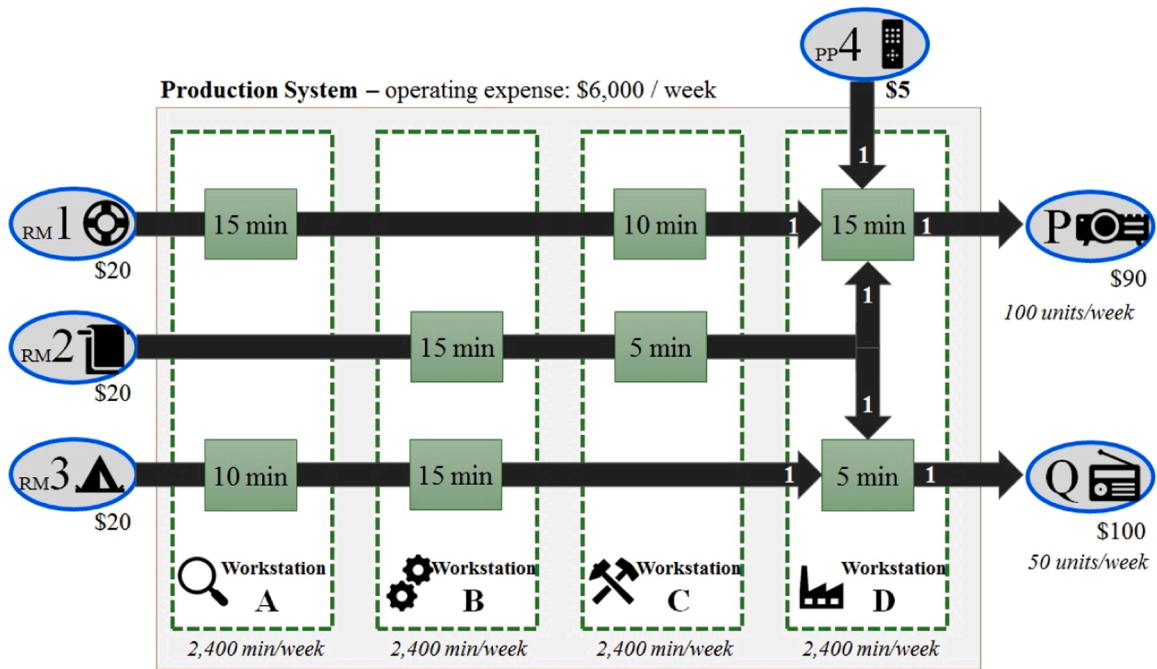 PP4
$5
Production System – operating expense: $6,000 / week
1
RM1
15 min
10 min
1
15 min
1
P
$20
$90
1
100 units/week
RM2
15 min
5 min
$20
1
RM3
10 min
15 min
1
5 min
1
Q
$20
$100
50 units/week
Workstation
A
Workstation
B
Workstation
C
Workstation
D
2,400 min/week
2,400 min/week
2,400 min/week
2,400 min/week